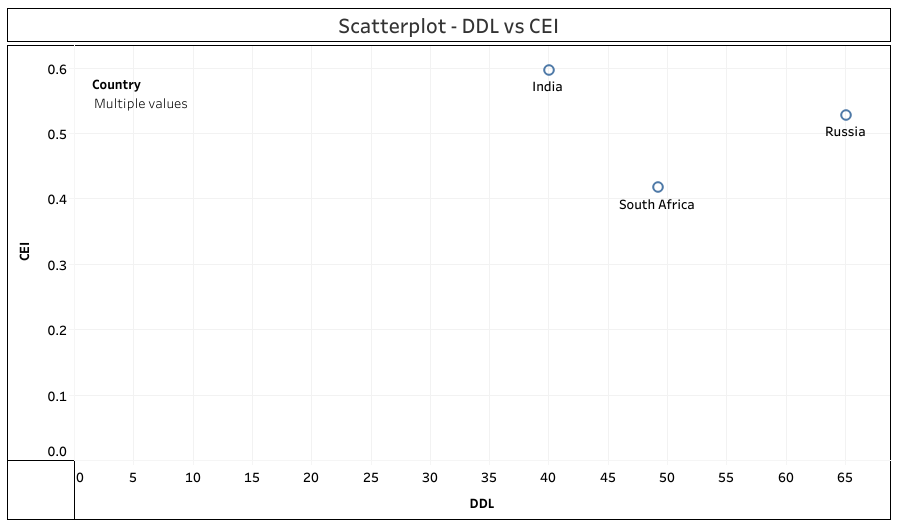 Scatterplot - DDL vs CEI
0.6
Country
Multiple values
India
0.5
Russia
0.4
South Africa
CEI
0.3
0.2
0.1
0.0
0 5 10 15 20 25 30 35 40 45 50 55 60 65
DDL